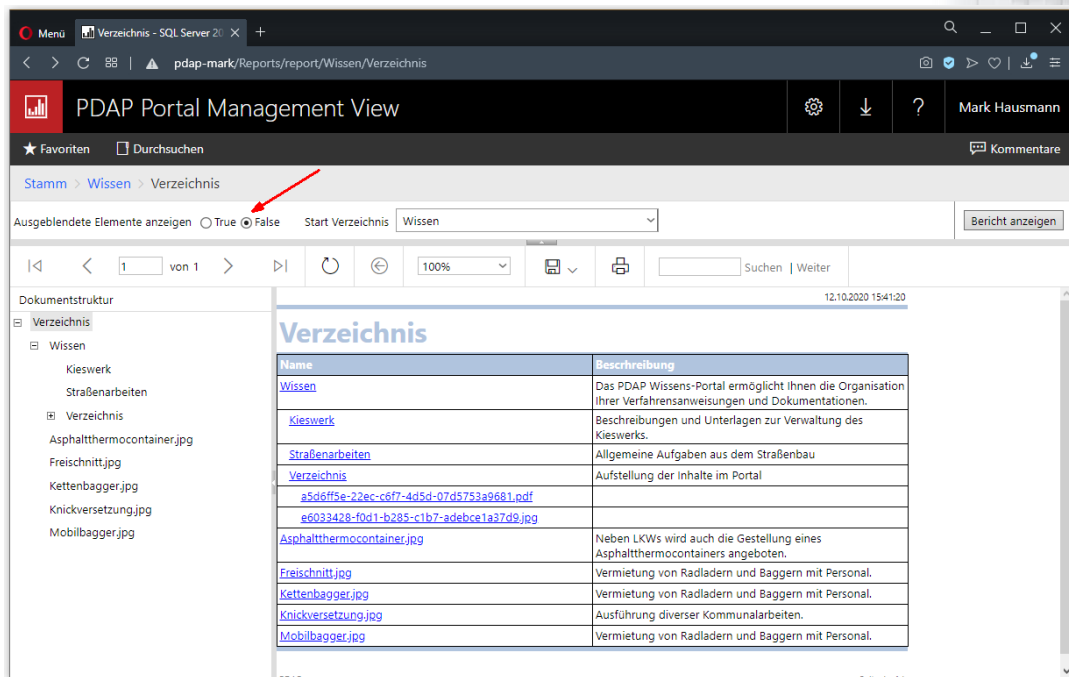 Menü
Verzeichnis - SQL Server 20
pdap-mark/Reports/report/Wissen/Verzeichnis
PDAP Portal Management View
?
Mark Hausmann
Favoriten
Durchsuchen
Kommentare
Stamm > Wissen > Verzeichnis
Ausgeblendete Elemente anzeigen True False
Start Verzeichnis Wissen
Bericht anzeigen
1 von 1
100%
Suchen | Weiter
Dokumentstruktur
Verzeichnis
Wissen
Kieswerk
Straßenarbeiten
Verzeichnis
Asphaltthermocontainer.jpg
Freischnitt.jpg
Kettenbagger.jpg
Knickversetzung.jpg
Mobilbagger.jpg
12.10.2020 15:41:20
Verzeichnis
Name Bescrhreibung
Wissen Das PDAP Wissens-Portal ermöglicht Ihnen die Organisation
Ihrer Verfahrensanweisungen und Dokumentationen.
Kieswerk Beschreibungen und Unterlagen zur Verwaltung des
Kieswerks.
Straßenarbeiten Allgemeine Aufgaben aus dem Straßenbau
Verzeichnis Aufstellung der Inhalte im Portal
a5d6ff5e-22ec-c6f7-4d5d-07d5753a9681.pdf
e6033428-f0d1-b285-c1b7-adebce1a37d9.jpg
Asphaltthermocontainer.jpg Neben LKWs wird auch die Gestellung eines
Asphaltthermocontainers angeboten.
Freischnitt.jpg Vermietung von Radladern und Baggern mit Personal.
Kettenbagger.jpg Vermietung von Radladern und Baggern mit Personal.
Knickversetzung.jpg Ausführung diverser Kommunalarbeiten.
Mobilbagger.jpg Vermietung von Radladern und Baggern mit Personal.